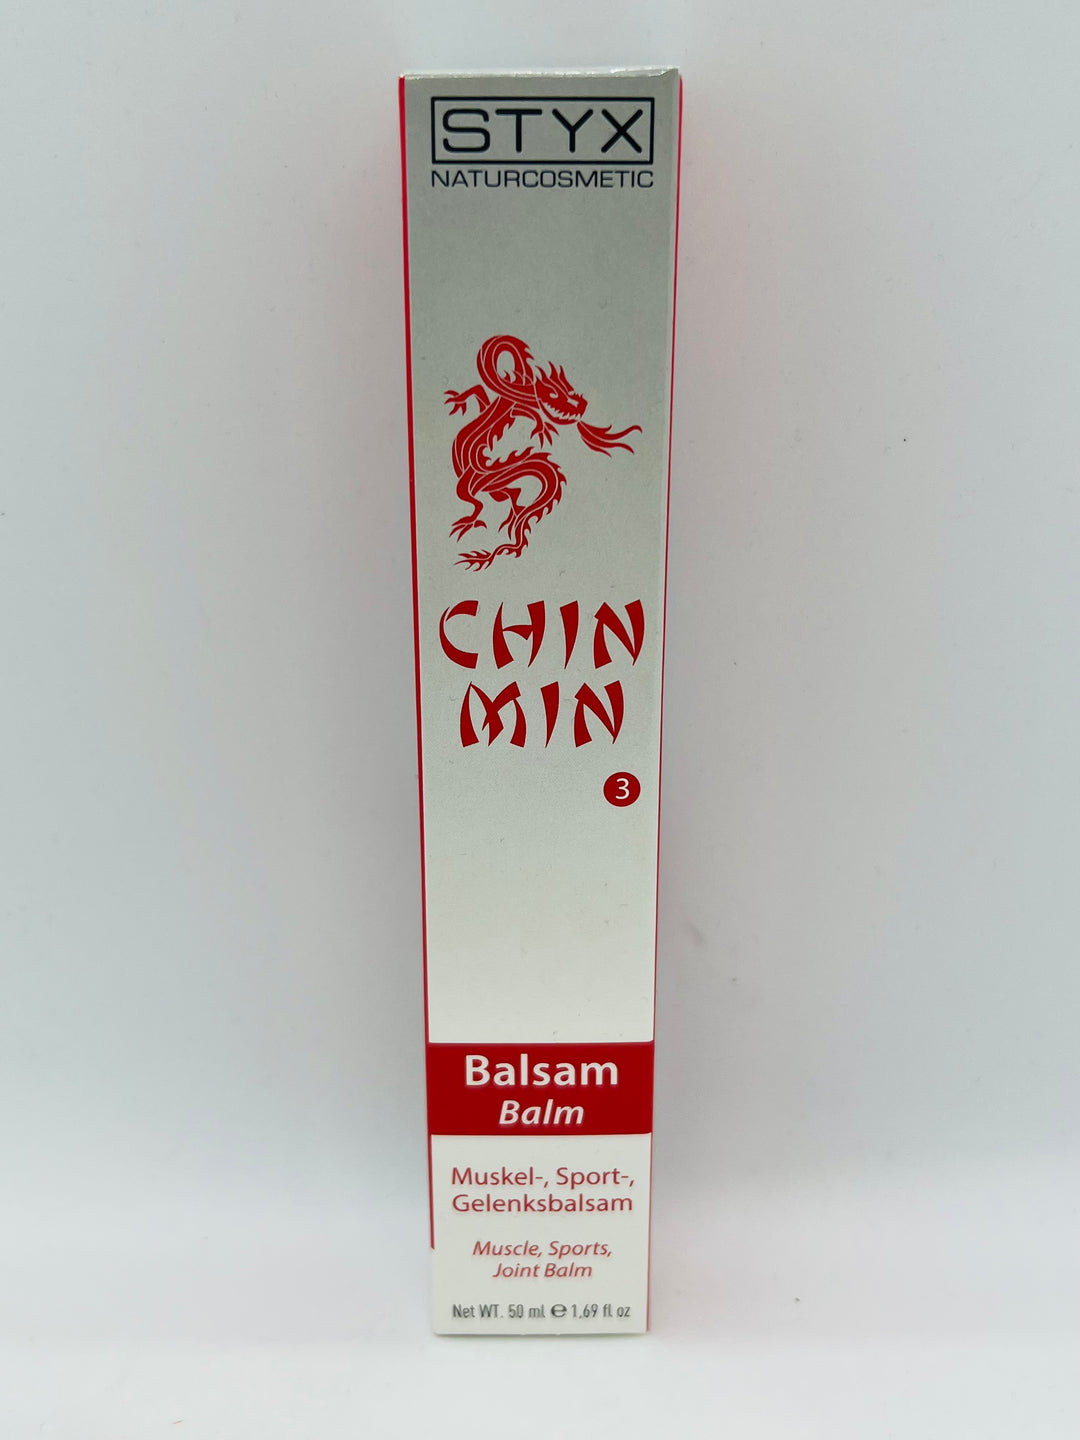 STYX
NATURCOSMETIC
CHIN
MIN
3
Balsam
Balm
Muskel-, Sport-,
Gelenksbalsam
Muscle, Sports,
Joint Balm
Net WT. 50 ml ℮ 1,69 fl oz